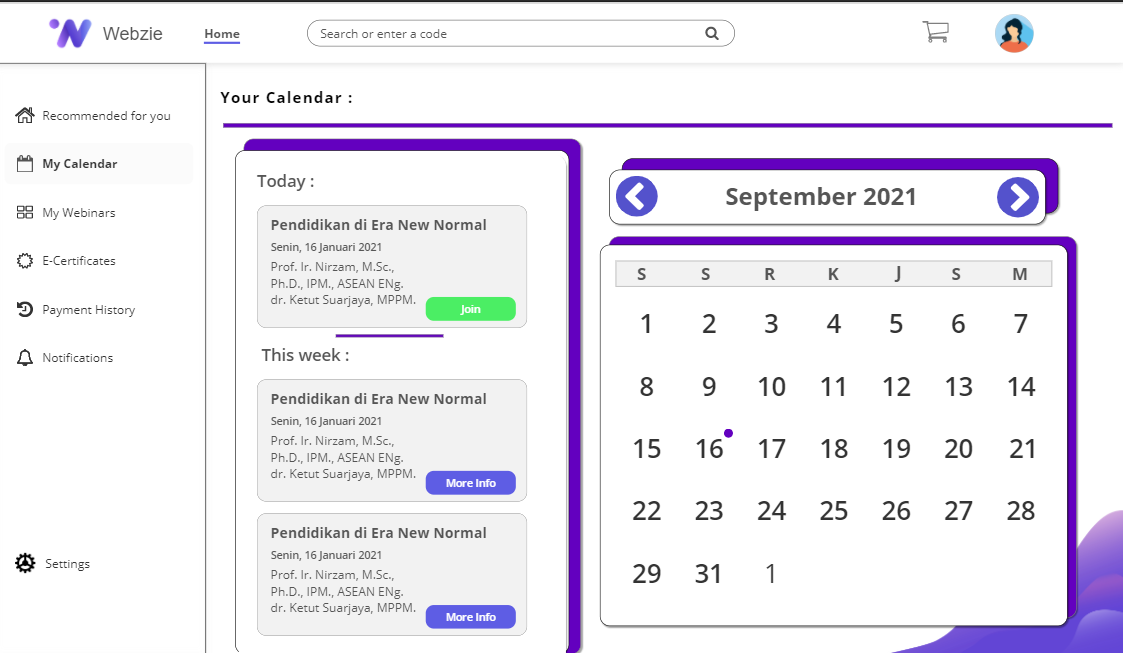 Webzie
Home
Search or enter a code
Recommended for you
My Calendar
My Webinars
E-Certificates
Payment History
Notifications
Settings
Your Calendar :
Today :
Pendidikan di Era New Normal
Senin, 16 Januari 2021
Prof. Ir. Nirzam, M.Sc.,
Ph.D., IPM., ASEAN ENg.
dr. Ketut Suarjaya, MPPM.
Join
This week :
Pendidikan di Era New Normal
Senin, 16 Januari 2021
Prof. Ir. Nirzam, M.Sc.,
Ph.D., IPM., ASEAN ENg.
dr. Ketut Suarjaya, MPPM.
More Info
Pendidikan di Era New Normal
Senin, 16 Januari 2021
Prof. Ir. Nirzam, M.Sc.,
Ph.D., IPM., ASEAN ENg.
dr. Ketut Suarjaya, MPPM.
More Info
September 2021
S S R K J S M
1 2 3 4 5 6 7
8 9 10 11 12 13 14
15 16 17 18 19 20 21
22 23 24 25 26 27 28
29 31 1